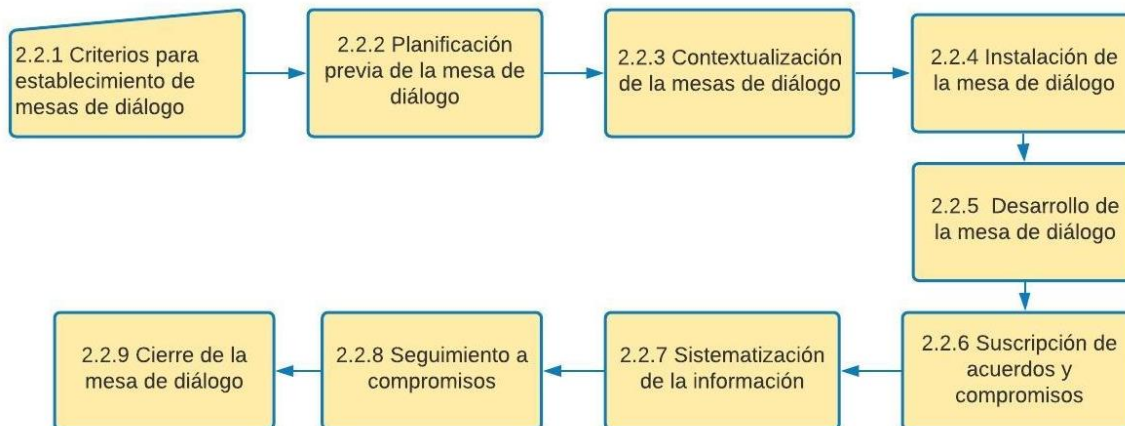 2.2.1 Criterios para
establecimiento de
mesas de diálogo
2.2.2 Planificación
previa de la mesa de
diálogo
2.2.3 Contextualización
de la mesas de diálogo
2.2.4 Instalación de
la mesa de diálogo
2.2.5 Desarrollo de
la mesa de diálogo
2.2.6 Suscripción de
acuerdos y
compromisos
2.2.7 Sistematización
de la información
2.2.8 Seguimiento a
compromisos
2.2.9 Cierre de la
mesa de diálogo